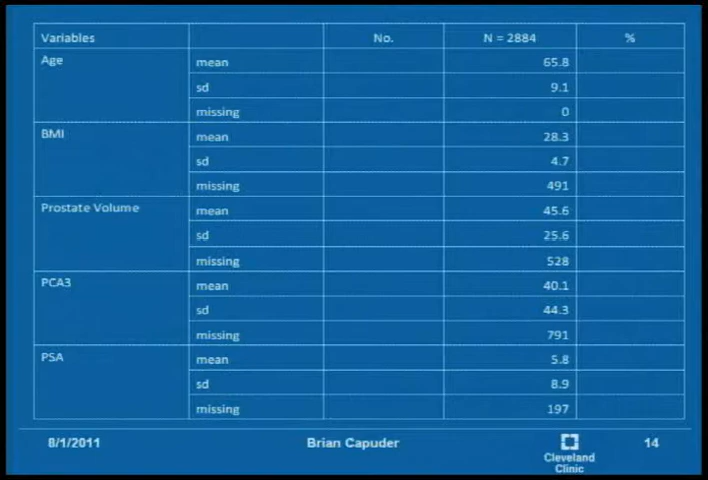 Variables No. N = 2884 %
Age mean 65.8
sd 9.1
missing 0
BMI mean 28.3
sd 4.7
missing 491
Prostate Volume mean 45.6
sd 25.6
missing 528
PCA3 mean 40.1
sd 44.3
missing 791
PSA mean 5.8
sd 8.9
missing 197
8/1/2011 Brian Capuder 14
Cleveland
Clinic